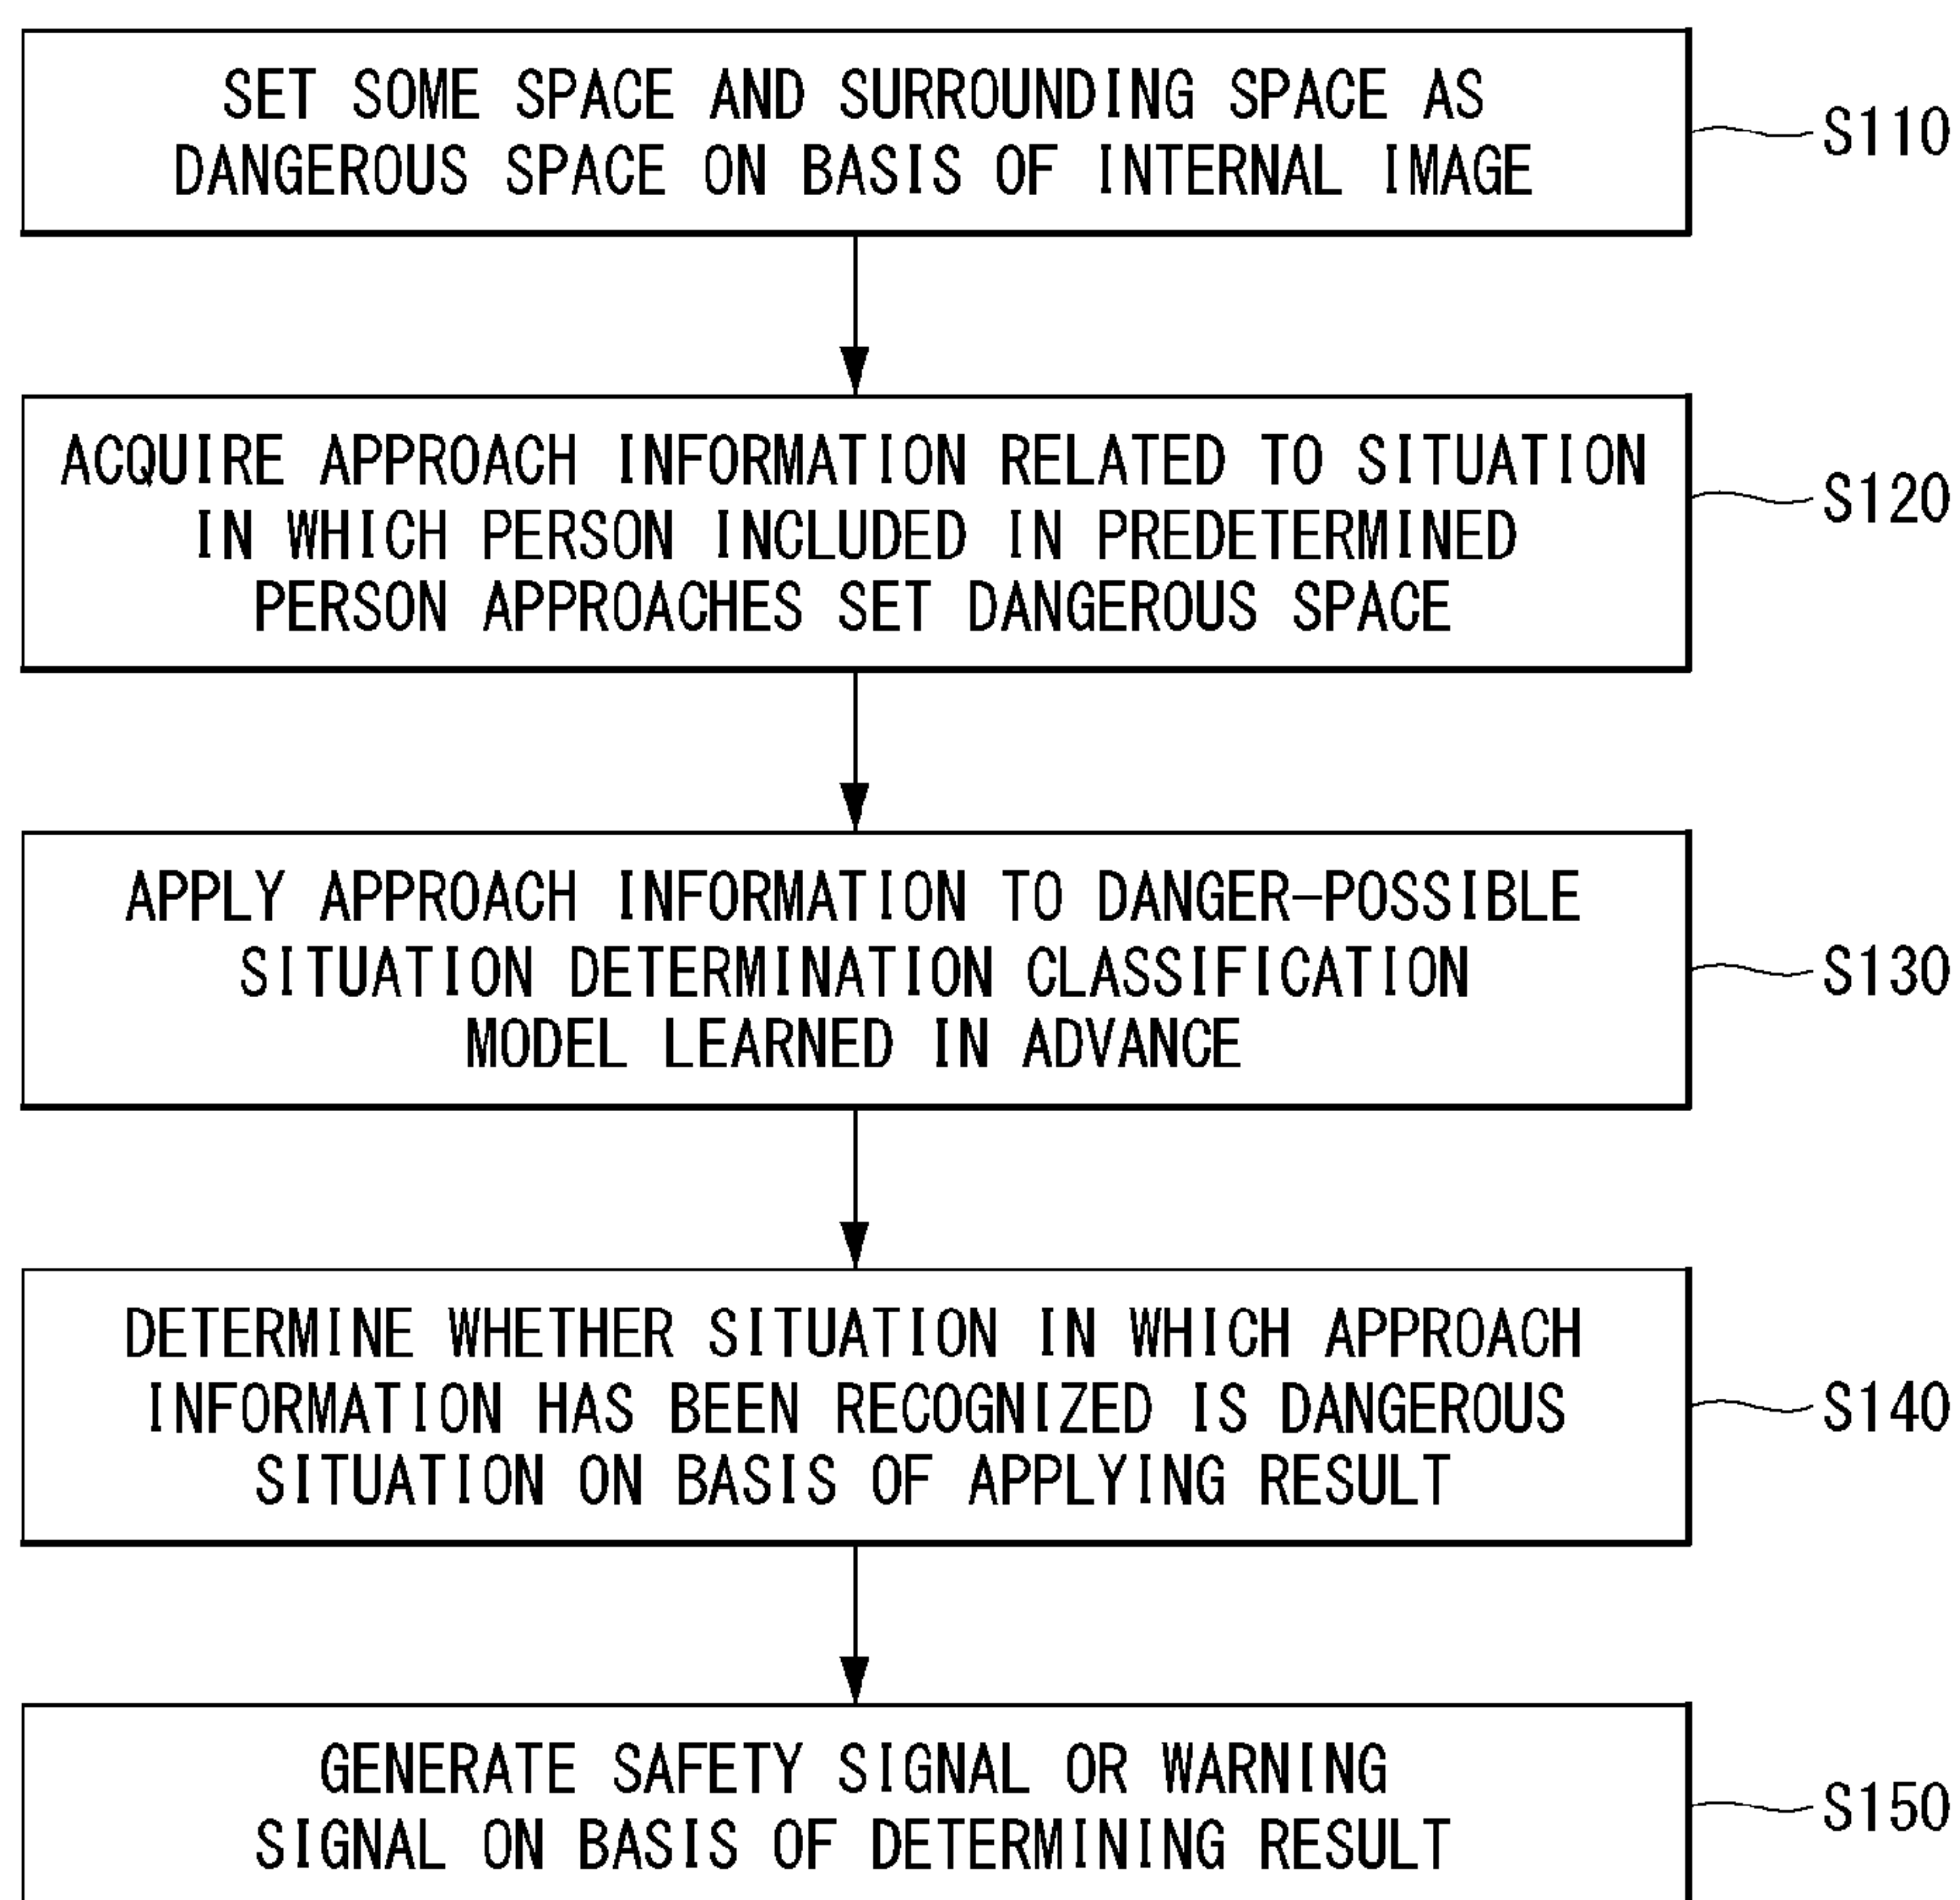 SET SOME SPACE AND SURROUNDING SPACE AS
DANGEROUS SPACE ON BASIS OF INTERNAL IMAGE
S110
ACQUIRE APPROACH INFORMATION RELATED TO SITUATION
IN WHICH PERSON INCLUDED IN PREDETERMINED
PERSON APPROACHES SET DANGEROUS SPACE
S120
APPLY APPROACH INFORMATION TO DANGER-POSSIBLE
SITUATION DETERMINATION CLASSIFICATION
MODEL LEARNED IN ADVANCE
S130
DETERMINE WHETHER SITUATION IN WHICH APPROACH
INFORMATION HAS BEEN RECOGNIZED IS DANGEROUS
SITUATION ON BASIS OF APPLYING RESULT
S140
GENERATE SAFETY SIGNAL OR WARNING
SIGNAL ON BASIS OF DETERMINING RESULT
S150